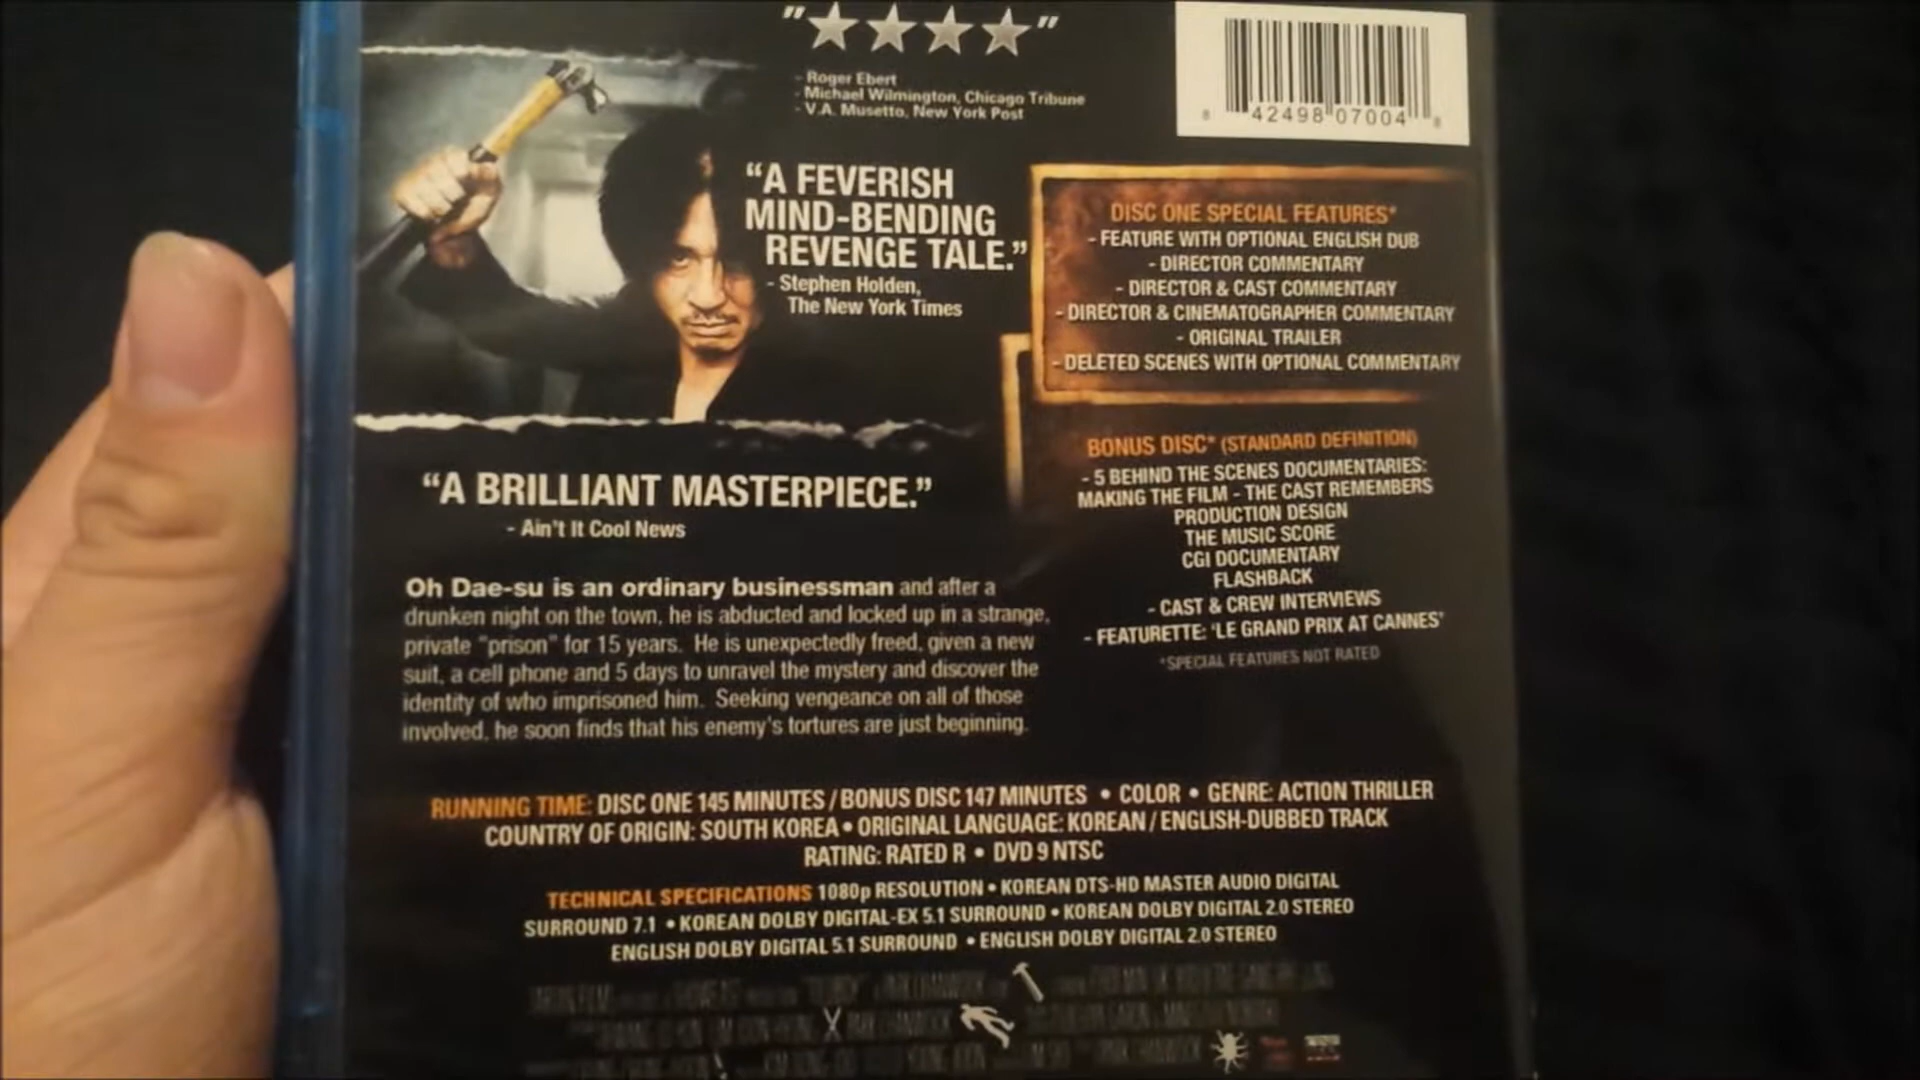 "★★★★"
- Roger Ebert
- Michael Wilmington, Chicago Tribune
- V.A. Musetto, New York Post
8 42498 07004 8
"A FEVERISH
MIND-BENDING
REVENGE TALE."
- Stephen Holden,
The New York Times
"A BRILLIANT MASTERPIECE."
- Ain't It Cool News
Oh Dae-su is an ordinary businessman and after a
drunken night on the town, he is abducted and locked up in a strange,
private "prison" for 15 years. He is unexpectedly freed, given a new
suit, a cell phone and 5 days to unravel the mystery and discover the
identity of who imprisoned him. Seeking vengeance on all of those
involved, he soon finds that his enemy's tortures are just beginning.
DISC ONE SPECIAL FEATURES*
- FEATURE WITH OPTIONAL ENGLISH DUB
- DIRECTOR COMMENTARY
- DIRECTOR & CAST COMMENTARY
- DIRECTOR & CINEMATOGRAPHER COMMENTARY
- ORIGINAL TRAILER
- DELETED SCENES WITH OPTIONAL COMMENTARY
BONUS DISC* (STANDARD DEFINITION)
- 5 BEHIND THE SCENES DOCUMENTARIES:
MAKING THE FILM - THE CAST REMEMBERS
PRODUCTION DESIGN
THE MUSIC SCORE
CGI DOCUMENTARY
FLASHBACK
- CAST & CREW INTERVIEWS
- FEATURETTE: 'LE GRAND PRIX AT CANNES'
*SPECIAL FEATURES NOT RATED
RUNNING TIME: DISC ONE 145 MINUTES / BONUS DISC 147 MINUTES • COLOR • GENRE: ACTION THRILLER
COUNTRY OF ORIGIN: SOUTH KOREA • ORIGINAL LANGUAGE: KOREAN / ENGLISH-DUBBED TRACK
RATING: RATED R • DVD 9 NTSC
TECHNICAL SPECIFICATIONS 1080p RESOLUTION • KOREAN DTS-HD MASTER AUDIO DIGITAL
SURROUND 7.1 • KOREAN DOLBY DIGITAL-EX 5.1 SURROUND • KOREAN DOLBY DIGITAL 2.0 STEREO
ENGLISH DOLBY DIGITAL 5.1 SURROUND • ENGLISH DOLBY DIGITAL 2.0 STEREO